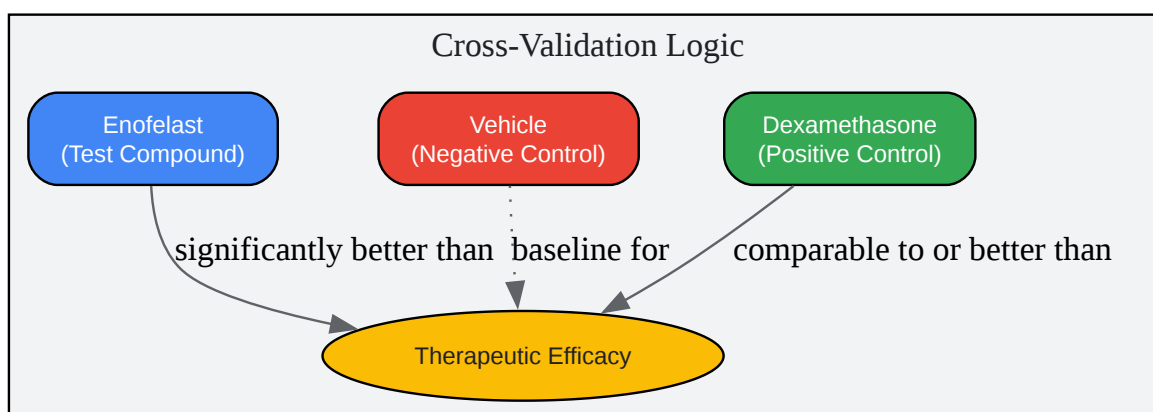 Cross-Validation Logic
Enofelast
(Test Compound)
Vehicle
(Negative Control)
Dexamethasone
(Positive Control)
significantly better than
baseline for
comparable to or better than
Therapeutic Efficacy